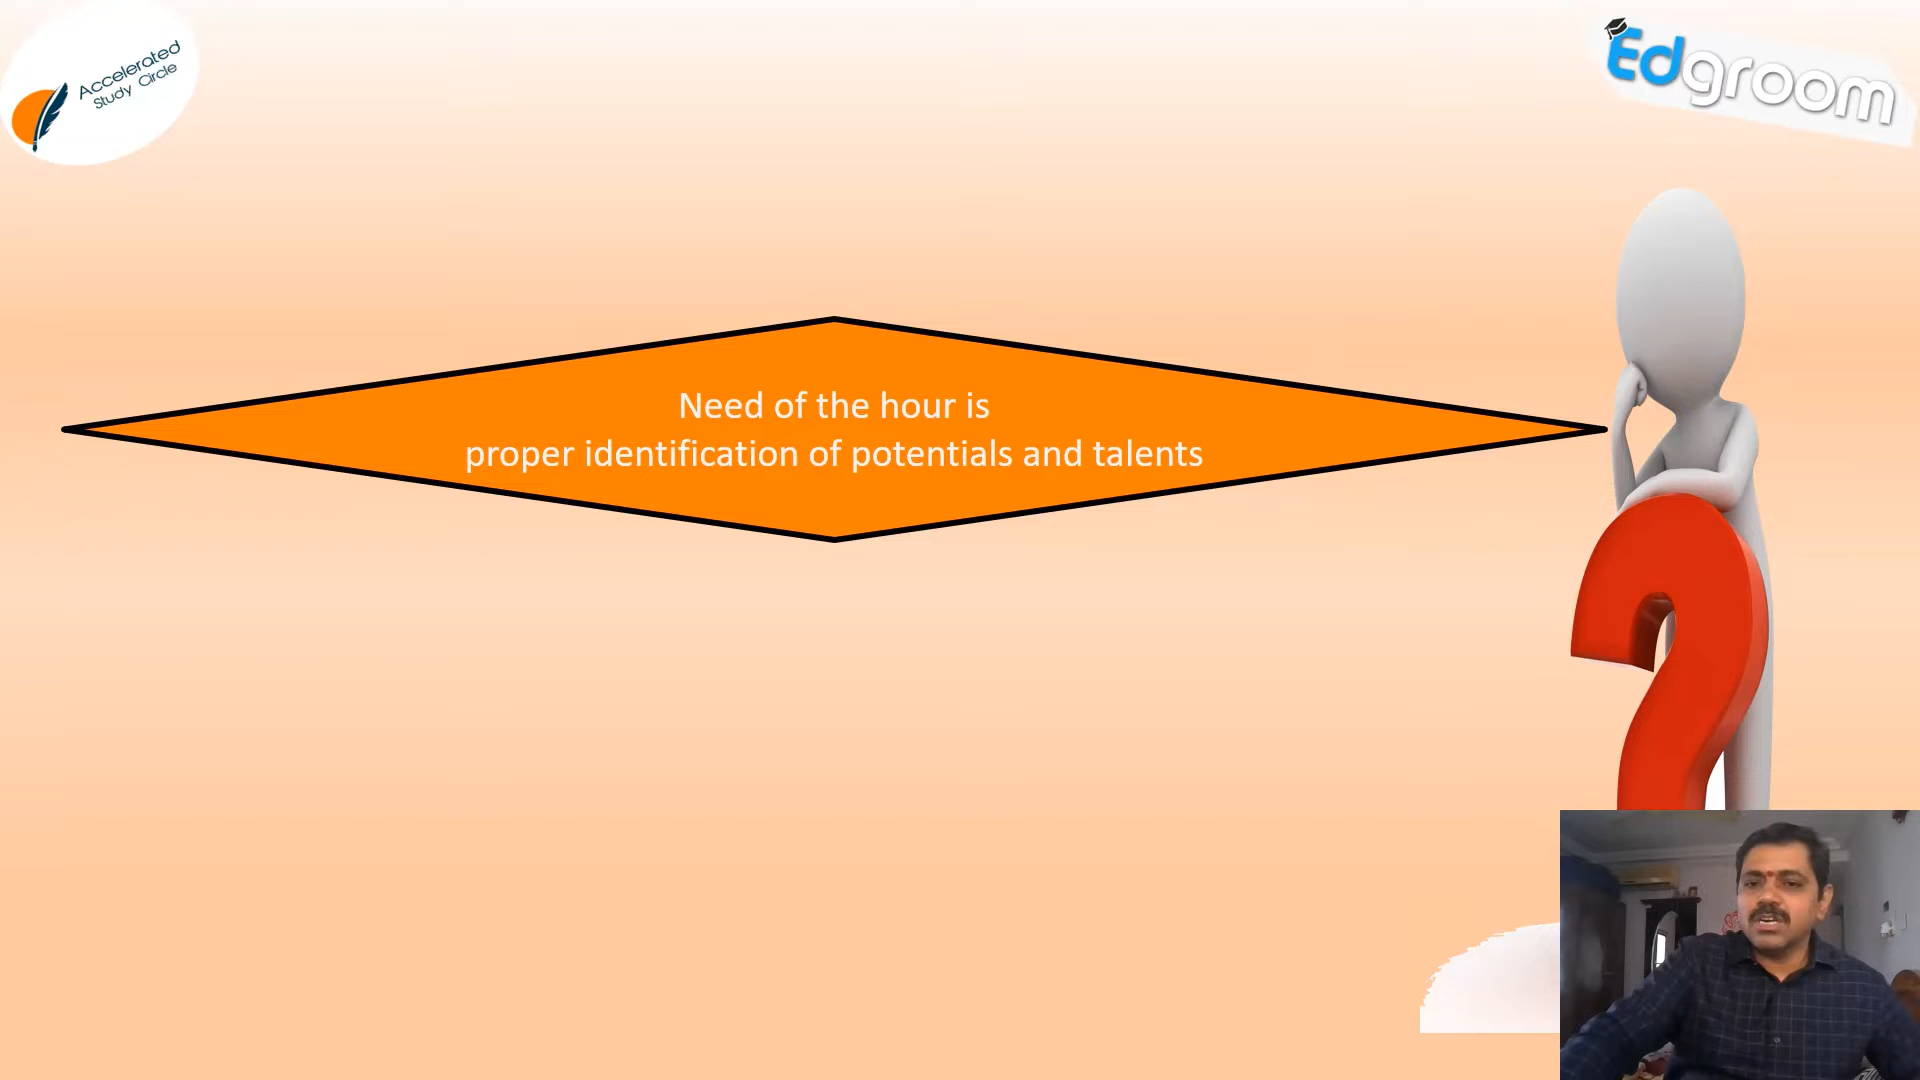 Accelerated
Study Circle
Edgroom
Need of the hour is
proper identification of potentials and talents